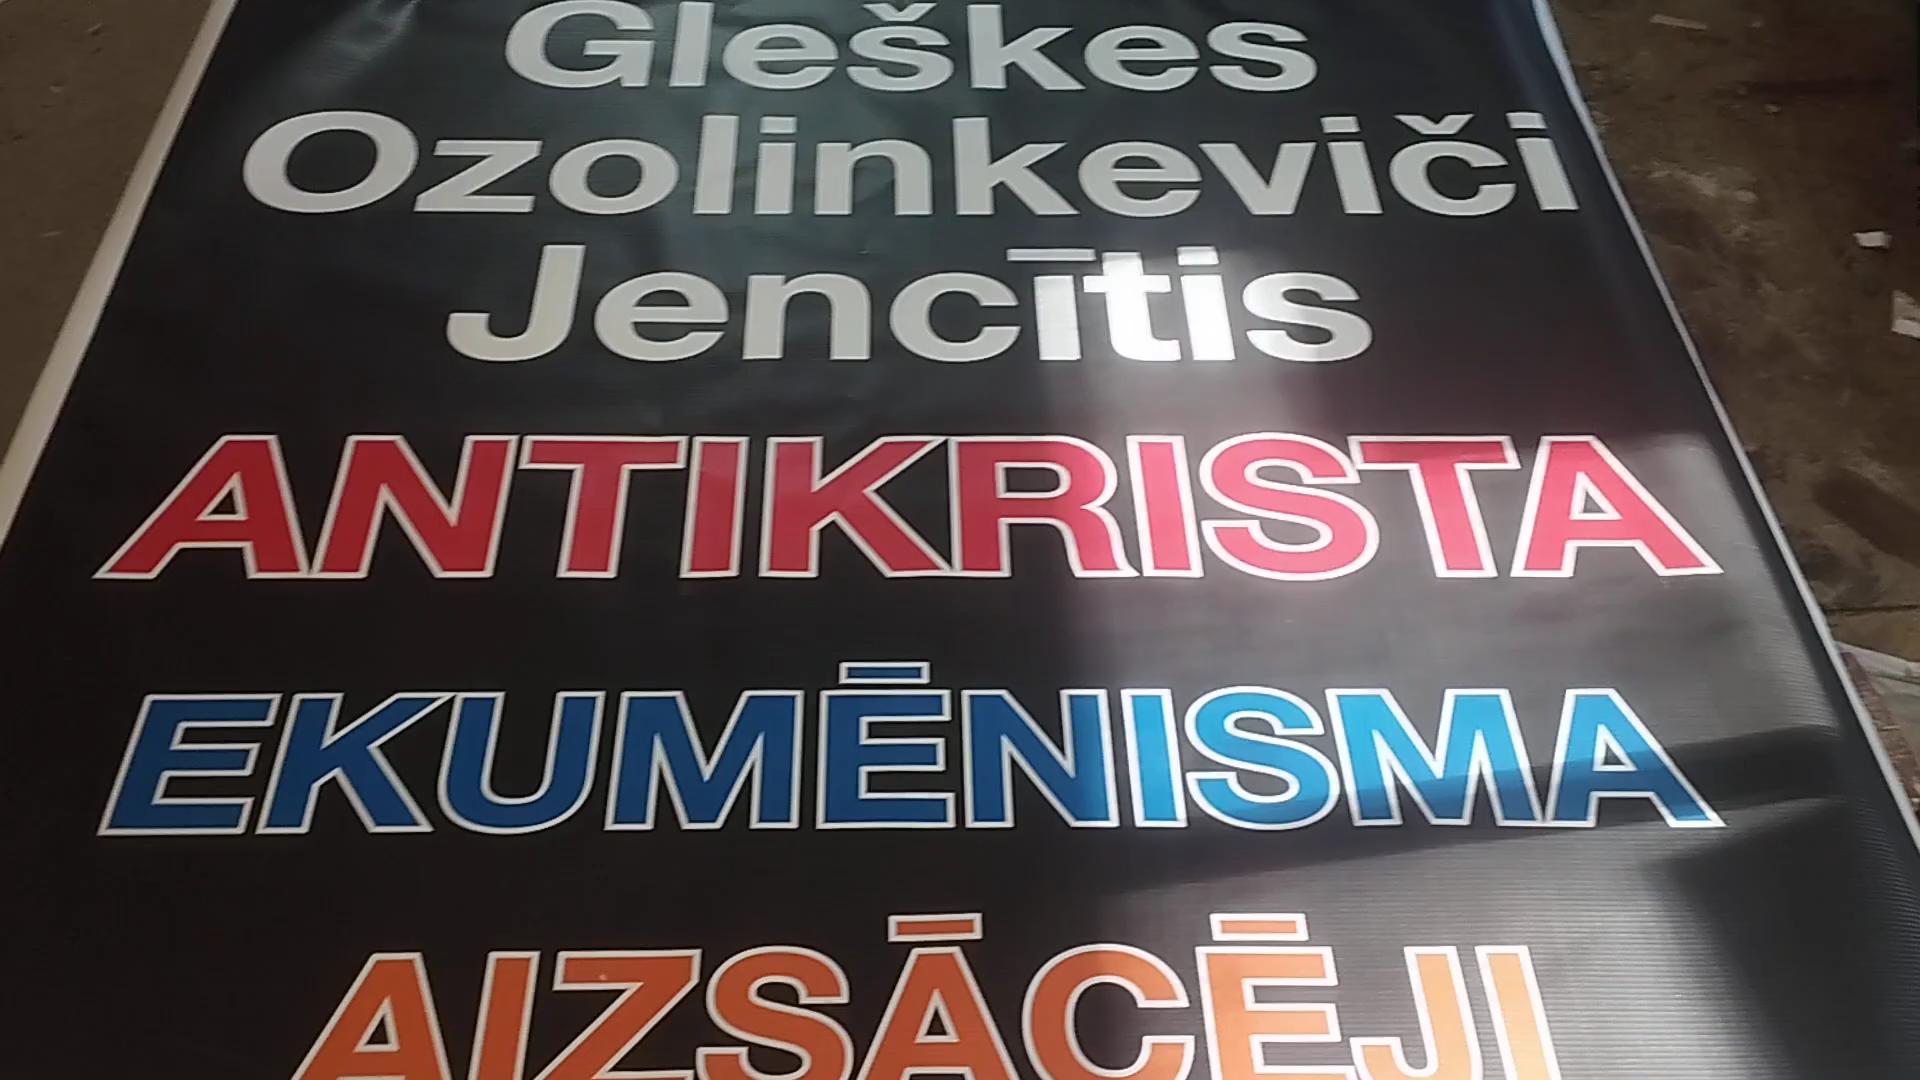 Gleškes
Ozolinkeviči
Jencītis
ANTIKRISTA
EKUMĒNISMA
AIZSĀCĒJI